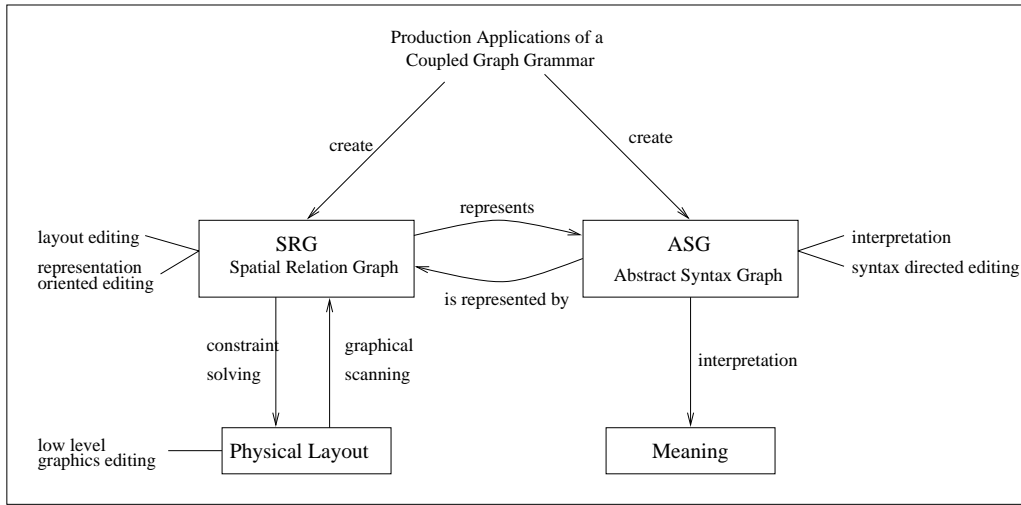 Production Applications of a
Coupled Graph Grammar
create
create
represents
layout editing
representation
oriented editing
SRG
Spatial Relation Graph
ASG
Abstract Syntax Graph
interpretation
syntax directed editing
is represented by
constraint
solving
graphical
scanning
interpretation
low level
graphics editing
Physical Layout
Meaning